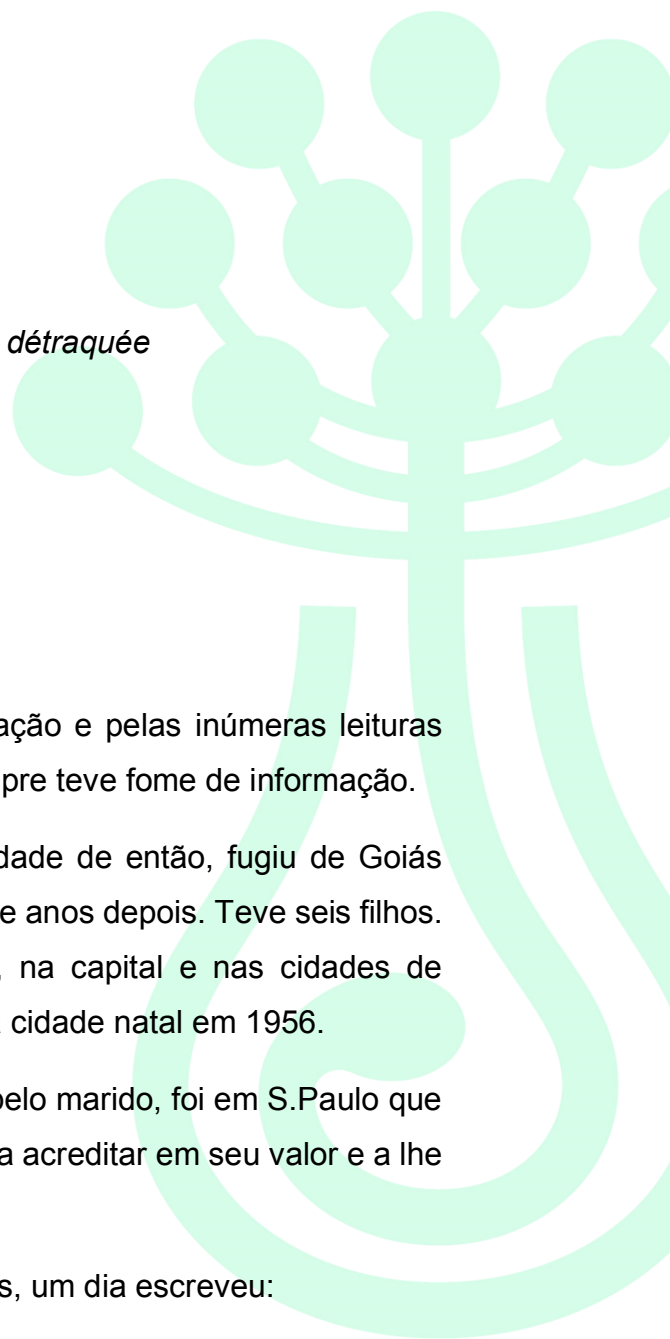 détraquée
ação e pelas inúmeras leituras
pre teve fome de informação.
dade de então, fugiu de Goiás
e anos depois. Teve seis filhos.
, na capital e nas cidades de
cidade natal em 1956.
pelo marido, foi em S.Paulo que
a acreditar em seu valor e a lhe
s, um dia escreveu: